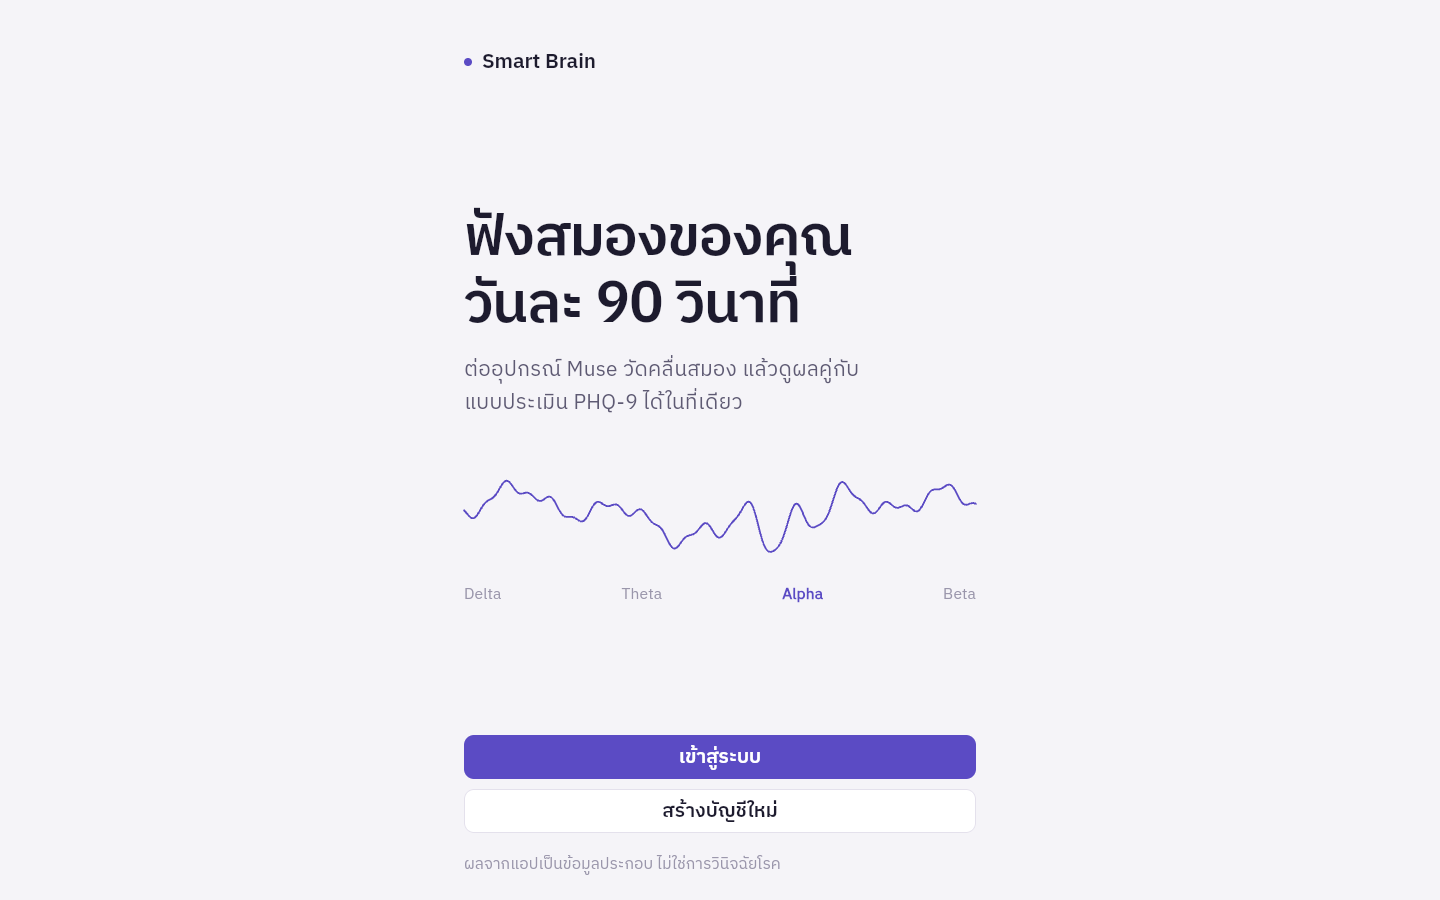 Smart Brain
ฟังสมองของคุณ
วันละ 90 วินาที
ต่ออุปกรณ์ Muse วัดคลื่นสมอง แล้วดูผลคู่กับ
แบบประเมิน PHQ-9 ได้ในที่เดียว
Delta Theta Alpha Beta
เข้าสู่ระบบ
สร้างบัญชีใหม่
ผลจากแอปเป็นข้อมูลประกอบ ไม่ใช่การวินิจฉัยโรค